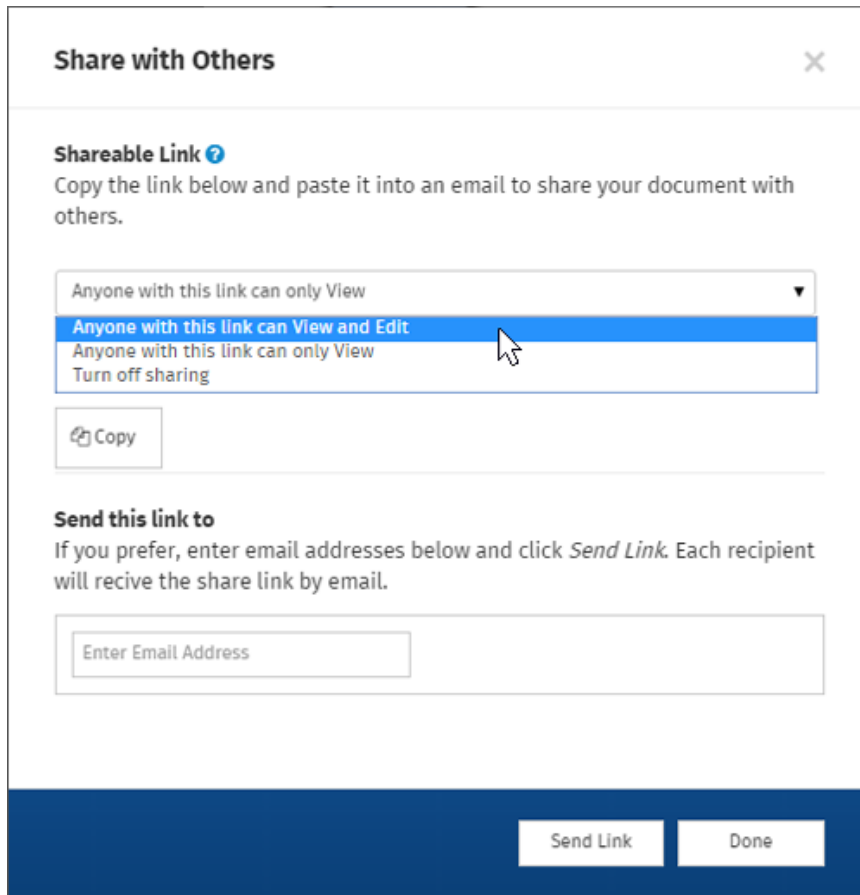 Share with Others
Shareable Link
Copy the link below and paste it into an email to share your document with
others.
Anyone with this link can only View
Anyone with this link can View and Edit
Anyone with this link can only View
Turn off sharing
Copy
Send this link to
If you prefer, enter email addresses below and click Send Link. Each recipient
will recive the share link by email.
Enter Email Address
Send Link
Done